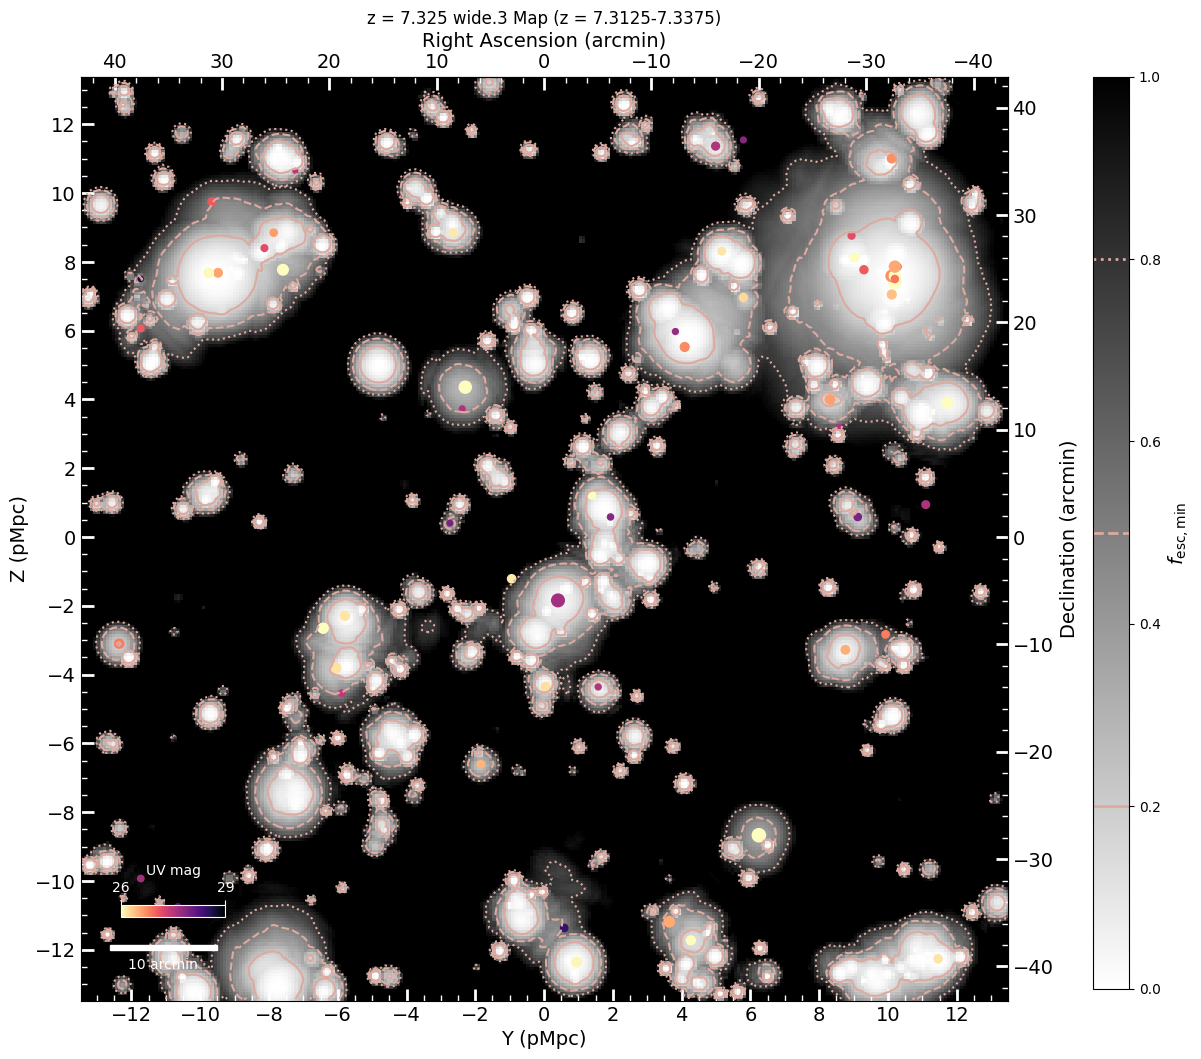 z = 7.325 wide.3 Map (z = 7.3125-7.3375)
Right Ascension (arcmin)
40 30 20 10 0 −10 −20 −30 −40
12
10
8
6
4
2
0
−2
−4
−6
−8
−10
−12
Z (pMpc)
40
30
20
10
0
−10
−20
−30
−40
Declination (arcmin)
UV mag
26 29
10 arcmin
−12 −10 −8 −6 −4 −2 0 2 4 6 8 10 12
Y (pMpc)
1.0
0.8
0.6
0.4
0.2
0.0
fesc, min